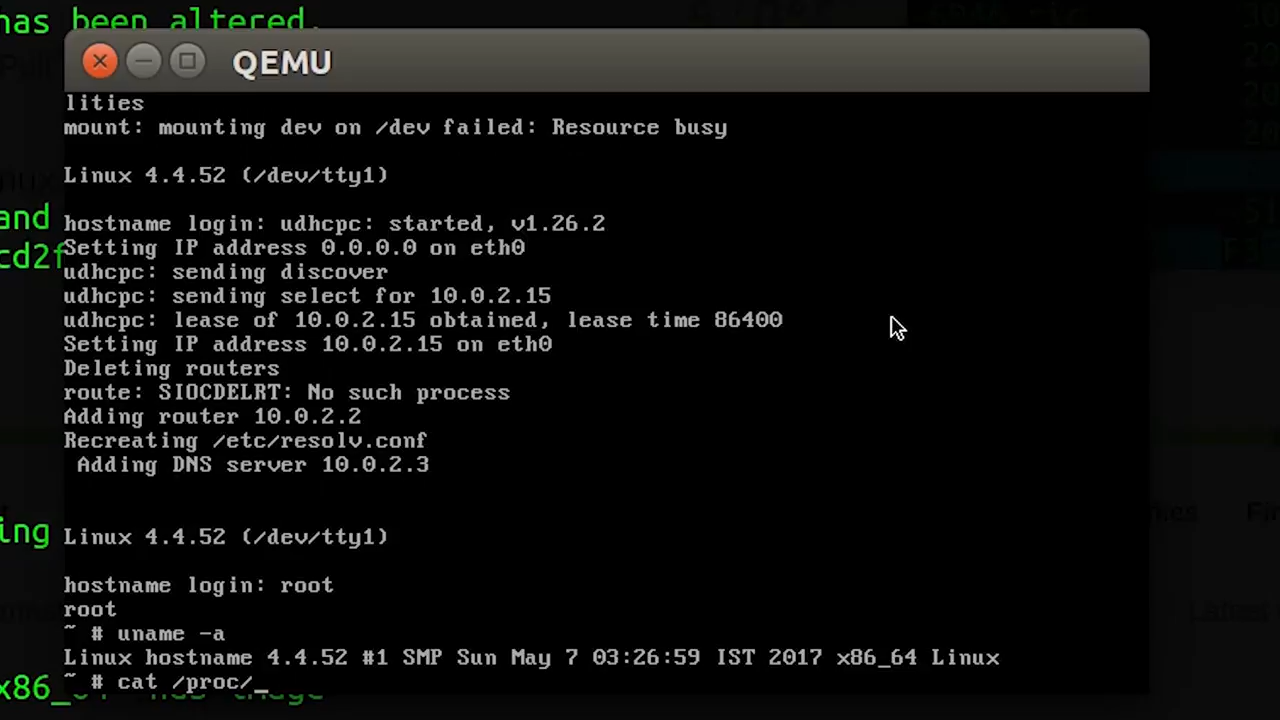 has been altered.
QEMU
lities
mount: mounting dev on /dev failed: Resource busy
Linux 4.4.52 (/dev/tty1)
and
hostname login: udhcpc: started, v1.26.2
cd2f
Setting IP address 0.0.0.0 on eth0
udhcpc: sending discover
udhcpc: sending select for 10.0.2.15
udhcpc: lease of 10.0.2.15 obtained, lease time 86400
Setting IP address 10.0.2.15 on eth0
Deleting routers
route: SIOCDELRT: No such process
Adding router 10.0.2.2
Recreating /etc/resolv.conf
Adding DNS server 10.0.2.3
ing
Linux 4.4.52 (/dev/tty1)
hostname login: root
root
~ # uname -a
Linux hostname 4.4.52 #1 SMP Sun May 7 03:26:59 IST 2017 x86_64 Linux
~ # cat /proc/_
x86_